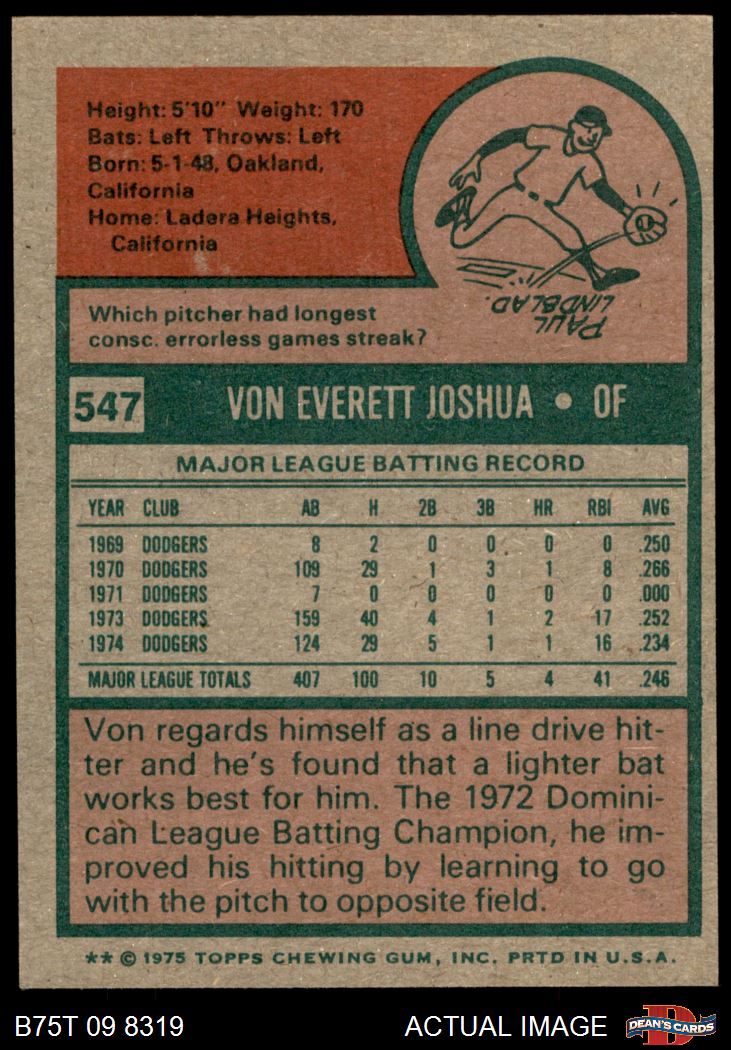 Height: 5'10" Weight: 170
Bats: Left Throws: Left
Born: 5-1-48, Oakland,
California
Home: Ladera Heights,
California
PAUL
LINDBLAD.
Which pitcher had longest
consc. errorless games streak?
547 VON EVERETT JOSHUA • OF
MAJOR LEAGUE BATTING RECORD
YEAR CLUB AB H 2B 3B HR RBI AVG
1969 DODGERS 8 2 0 0 0 0 .250
1970 DODGERS 109 29 1 3 1 8 .266
1971 DODGERS 7 0 0 0 0 0 .000
1973 DODGERS 159 40 4 1 2 17 .252
1974 DODGERS 124 29 5 1 1 16 .234
MAJOR LEAGUE TOTALS 407 100 10 5 4 41 .246
Von regards himself as a line drive hit-
ter and he's found that a lighter bat
works best for him. The 1972 Domini-
can League Batting Champion, he im-
proved his hitting by learning to go
with the pitch to opposite field.
** © 1975 TOPPS CHEWING GUM, INC. PRTD IN U.S.A.
B75T 09 8319 ACTUAL IMAGE D DEAN'S CARDS